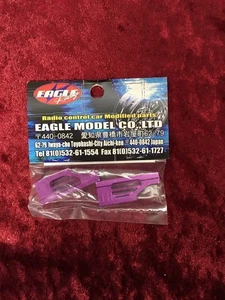 EAGLE
Radio control car Modified parts
EAGLE MODEL CO.,LTD
〒440-0842 愛知県豊橋市岩屋町62-79
62-79 Iwaya-cho Toyohashi-City Aichi-ken 〒440-0842 Japan
Tel 81(0)532-61-1554 Fax 81(0)532-61-1727